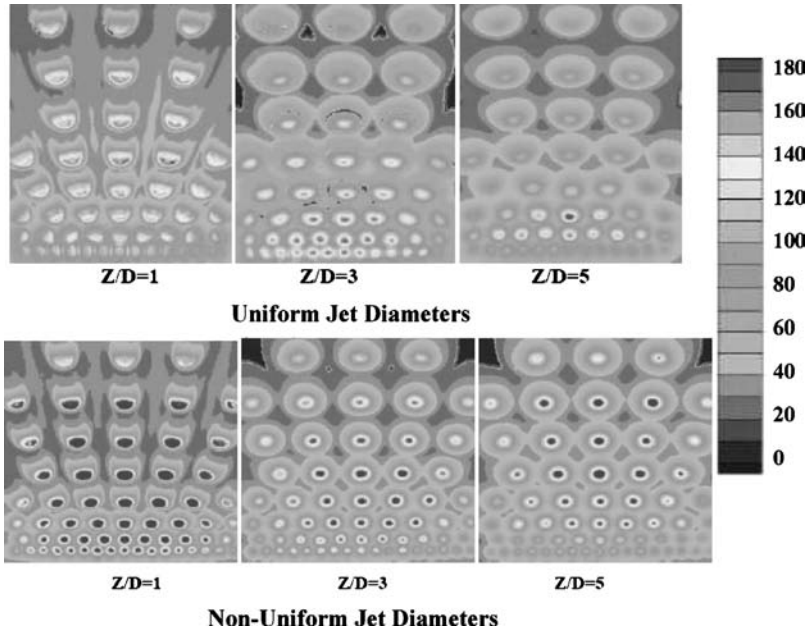 Z/D=1 Z/D=3 Z/D=5
Uniform Jet Diameters
Z/D=1 Z/D=3 Z/D=5
Non-Uniform Jet Diameters
180
160
140
120
100
80
60
40
20
0